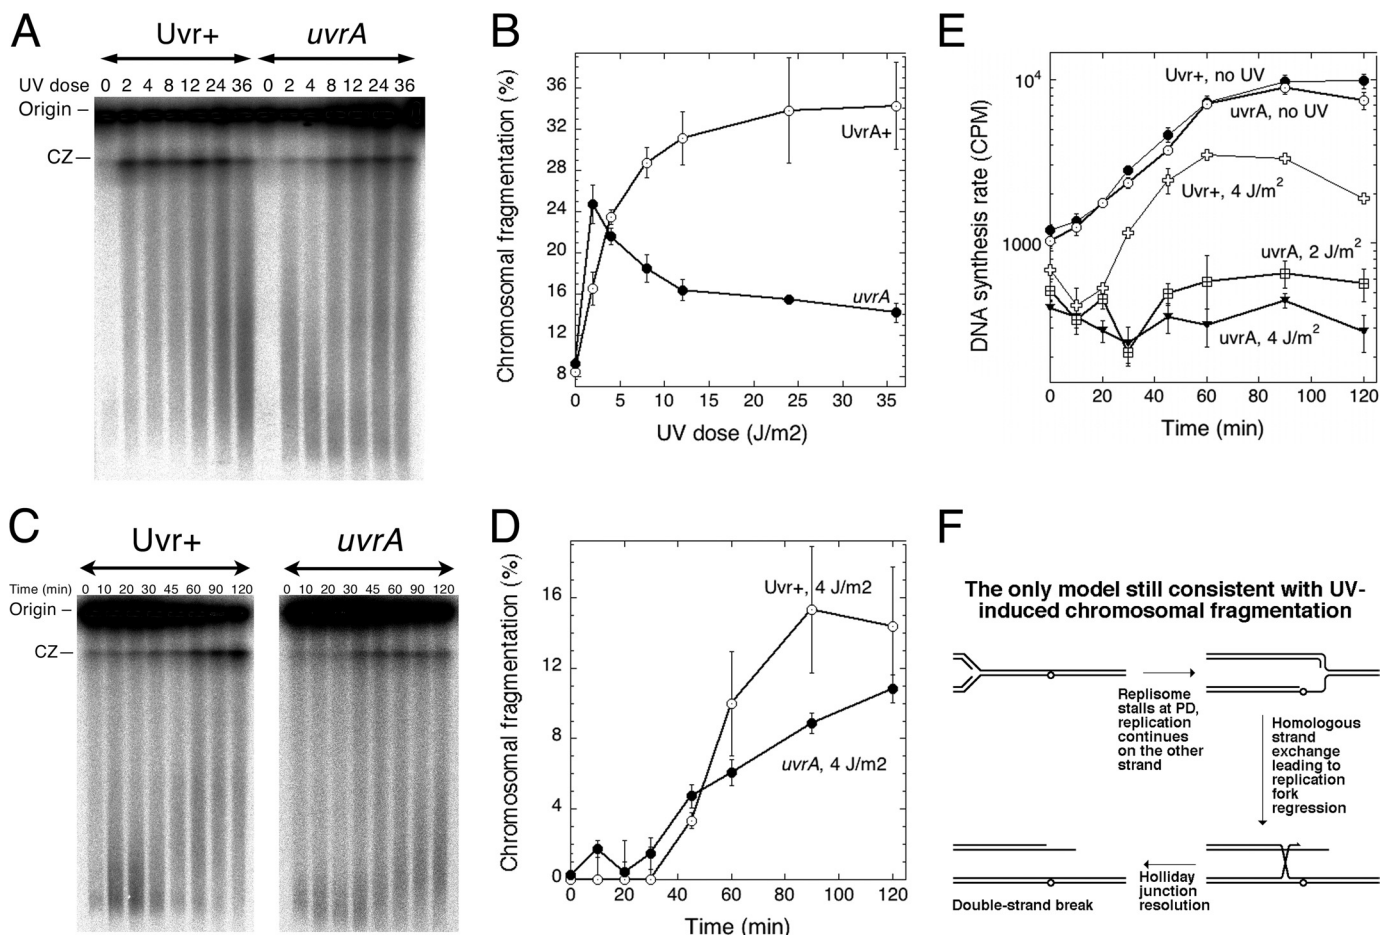 A
Uvr+
uvrA
UV dose
0 2 4 8 12 24 36 0 2 4 8 12 24 36
Origin
CZ
B
Chromosomal fragmentation (%)
36
32
28
24
20
16
12
8
UvrA+
uvrA
0 5 10 15 20 25 30 35
UV dose (J/m2)
E
DNA synthesis rate (CPM)
10^4
1000
Uvr+, no UV
uvrA, no UV
Uvr+, 4 J/m^2
uvrA, 2 J/m^2
uvrA, 4 J/m^2
0 20 40 60 80 100 120
Time (min)
C
Uvr+
uvrA
Time (min)
0 10 20 30 45 60 90 120
0 10 20 30 45 60 90 120
Origin
CZ
D
Chromosomal fragmentation (%)
16
12
8
4
0
Uvr+, 4 J/m2
uvrA, 4 J/m2
0 20 40 60 80 100 120
Time (min)
F
The only model still consistent with UV-
induced chromosomal fragmentation
Replisome
stalls at PD,
replication
continues
on the other
strand
Homologous
strand
exchange
leading to
replication
fork
regression
Holliday
junction
resolution
Double-strand break